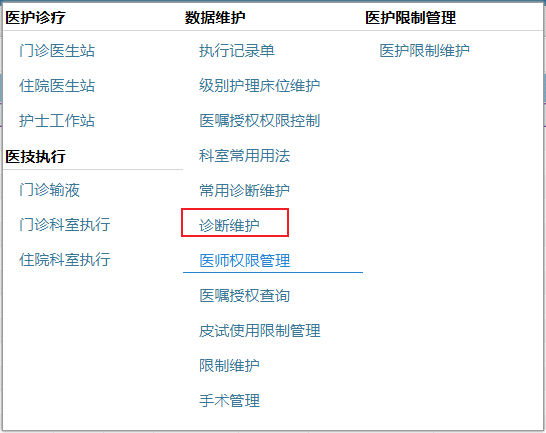 医护诊疗
门诊医生站
住院医生站
护士工作站
医技执行
门诊输液
门诊科室执行
住院科室执行
数据维护
执行记录单
级别护理床位维护
医嘱授权权限控制
科室常用用法
常用诊断维护
诊断维护
医师权限管理
医嘱授权查询
皮试使用限制管理
限制维护
手术管理
医护限制管理
医护限制维护